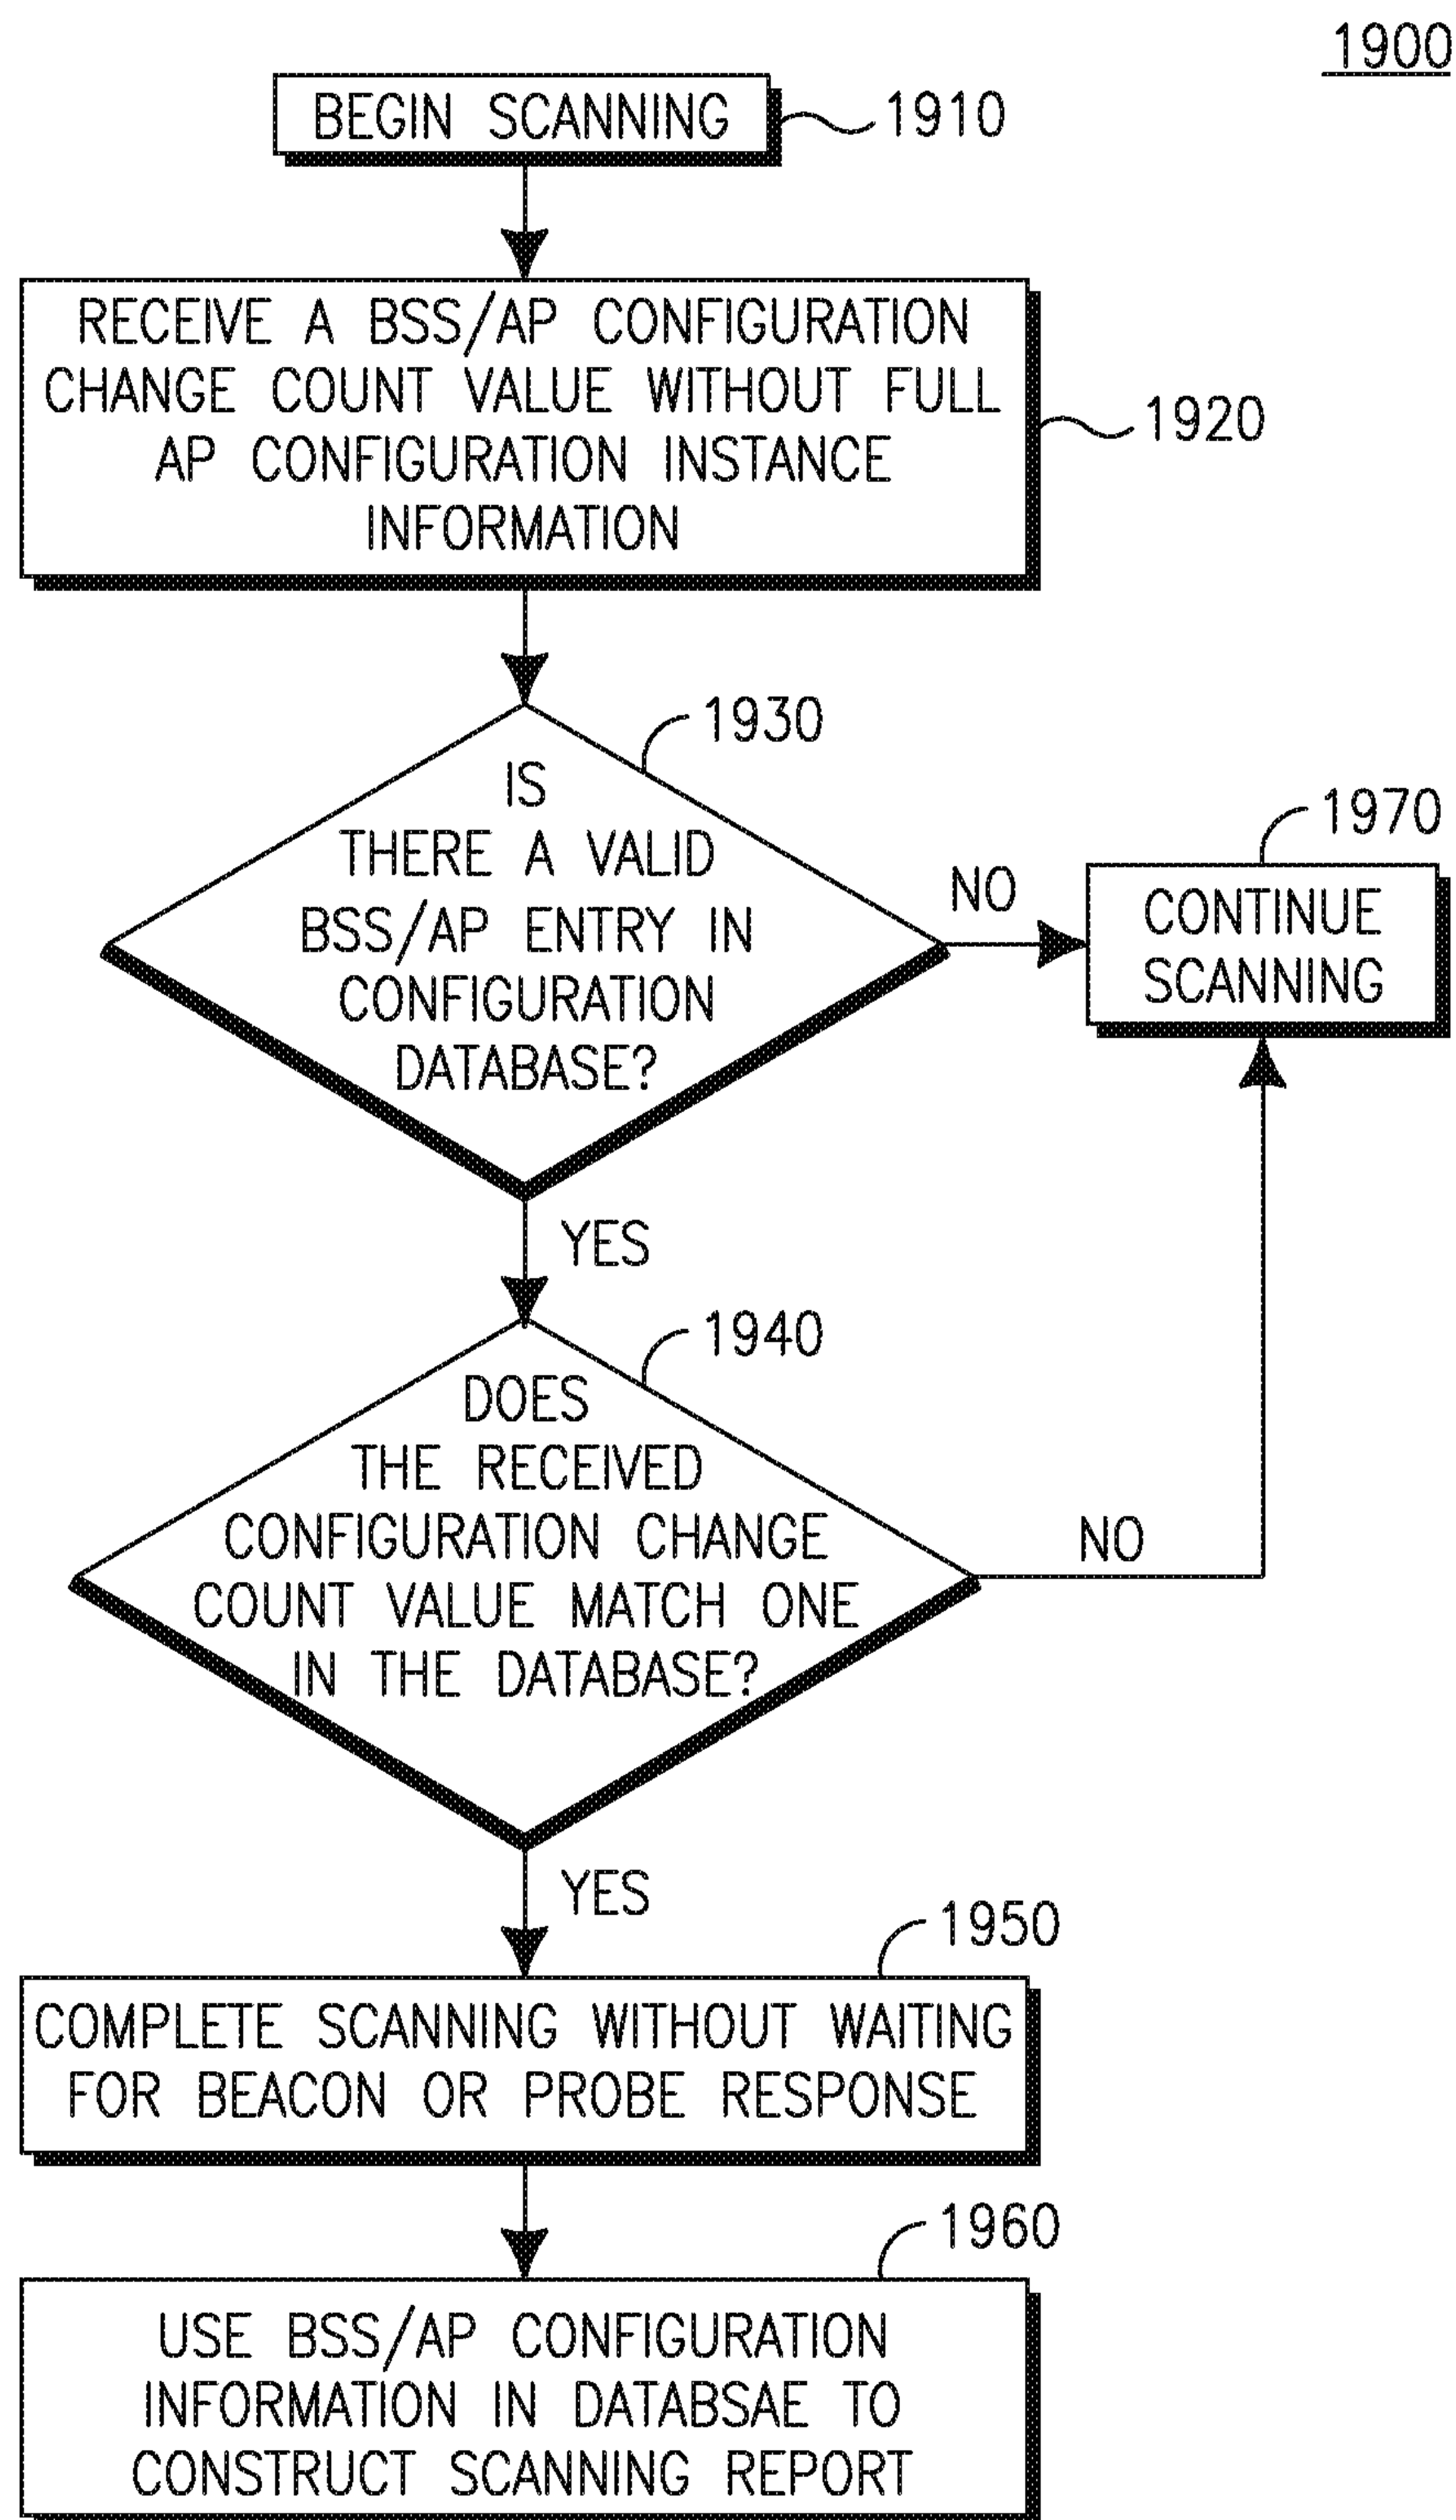 1900
BEGIN SCANNING
1910
RECEIVE A BSS/AP CONFIGURATION
CHANGE COUNT VALUE WITHOUT FULL
AP CONFIGURATION INSTANCE
INFORMATION
1920
1930
IS
THERE A VALID
BSS/AP ENTRY IN
CONFIGURATION
DATABASE?
NO
1970
CONTINUE
SCANNING
YES
1940
DOES
THE RECEIVED
CONFIGURATION CHANGE
COUNT VALUE MATCH ONE
IN THE DATABASE?
NO
YES
1950
COMPLETE SCANNING WITHOUT WAITING
FOR BEACON OR PROBE RESPONSE
1960
USE BSS/AP CONFIGURATION
INFORMATION IN DATABSAE TO
CONSTRUCT SCANNING REPORT